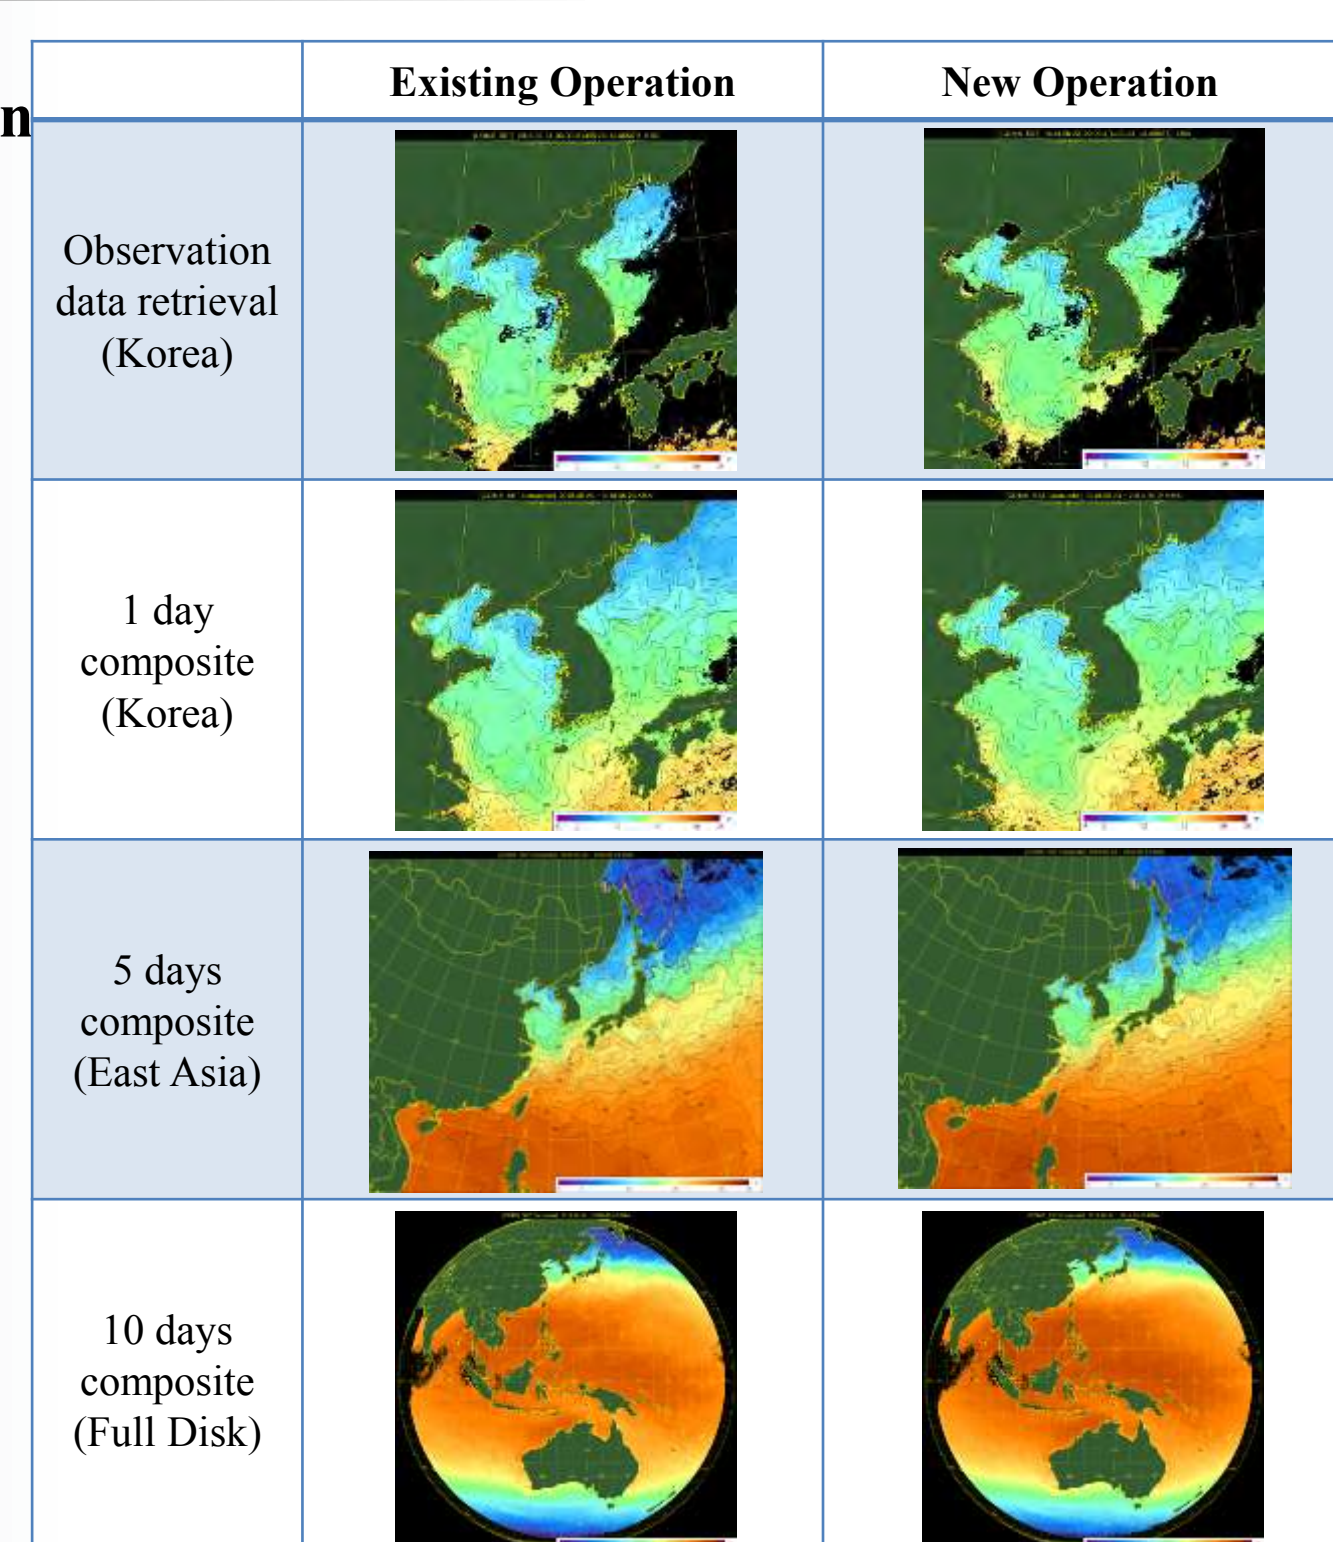 Existing Operation
New Operation
n
Observation
data retrieval
(Korea)
1 day
composite
(Korea)
5 days
composite
(East Asia)
10 days
composite
(Full Disk)